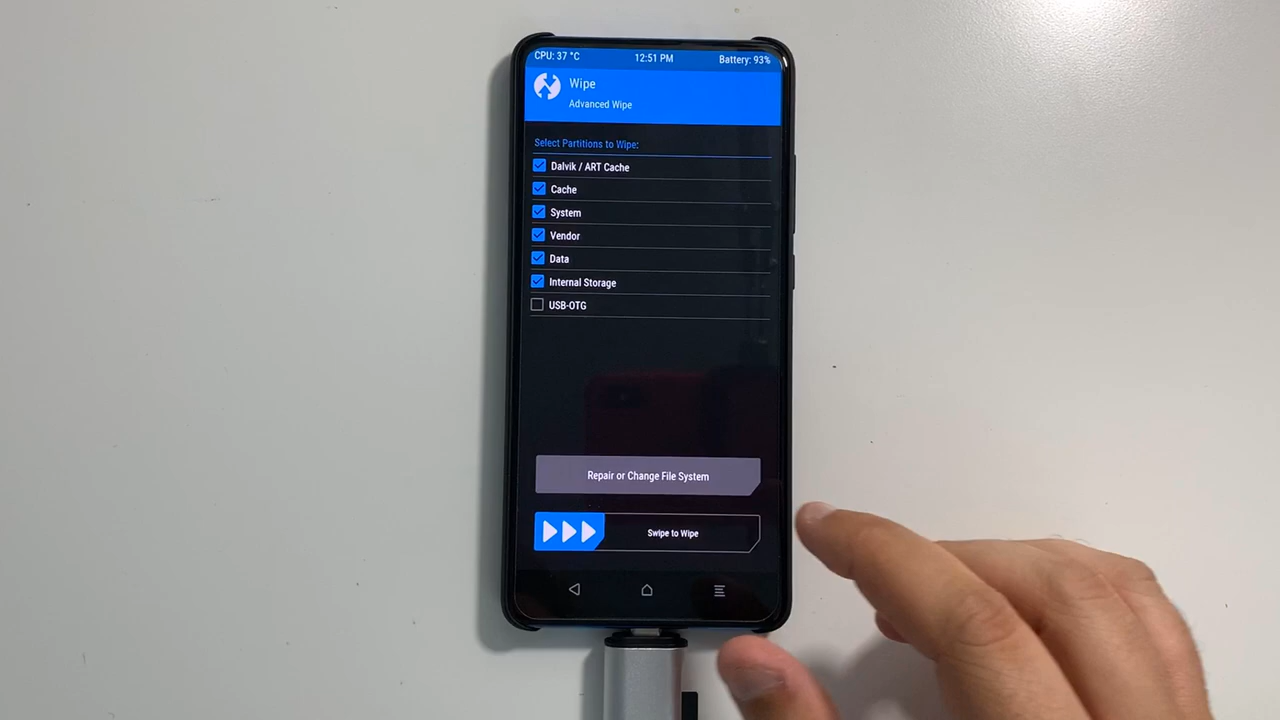 CPU: 37 °C 12:51 PM Battery: 93%
Wipe
Advanced Wipe
Select Partitions to Wipe:
Dalvik / ART Cache
Cache
System
Vendor
Data
Internal Storage
USB-OTG
Repair or Change File System
Swipe to Wipe